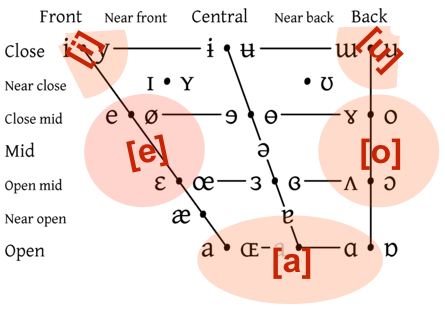 Front Near front Central Near back Back
Close i y ɨ ʉ ɯ u
[i] [u]
Near close ɪ ʏ ʊ
Close mid e ø ɘ ɵ ɤ o
Mid ə
[e] [o]
Open mid ɛ œ ɜ ɞ ʌ ɔ
Near open æ ɐ
Open a ɶ ɑ ɒ
[a]